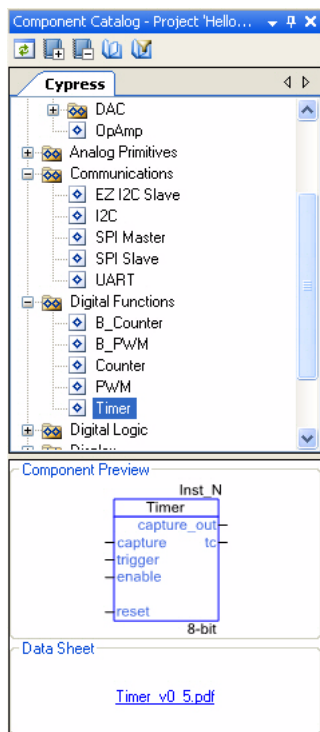 Component Catalog - Project 'Hello...
Cypress
DAC
OpAmp
Analog Primitives
Communications
EZ I2C Slave
I2C
SPI Master
SPI Slave
UART
Digital Functions
B_Counter
B_PWM
Counter
PWM
Timer
Digital Logic
Display
Component Preview
Inst_N
Timer
capture_out
capture tc
trigger
enable
reset
8-bit
Data Sheet
Timer_v0_5.pdf